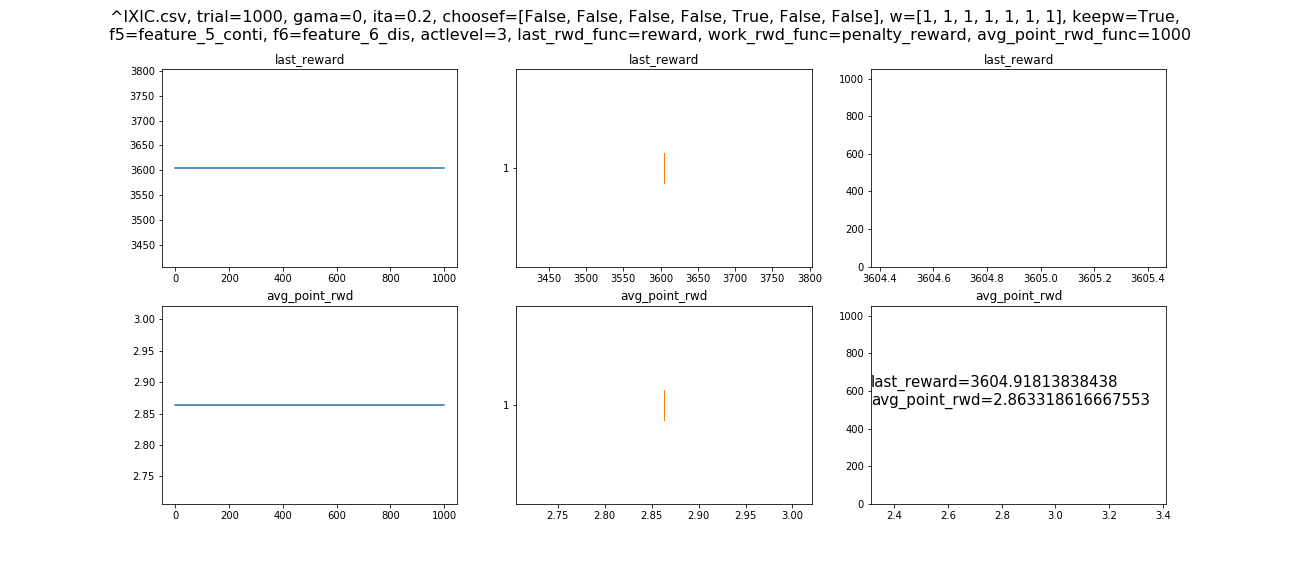 ^IXIC.csv, trial=1000, gama=0, ita=0.2, choosef=[False, False, False, False, True, False, False], w=[1, 1, 1, 1, 1, 1, 1], keepw=True,
f5=feature_5_conti, f6=feature_6_dis, actlevel=3, last_rwd_func=reward, work_rwd_func=penalty_reward, avg_point_rwd_func=1000
last_reward
3800
3750
3700
3650
3600
3550
3500
3450
0 200 400 600 800 1000
last_reward
1
3450 3500 3550 3600 3650 3700 3750 3800
last_reward
1000
800
600
400
200
0
3604.4 3604.6 3604.8 3605.0 3605.2 3605.4
avg_point_rwd
3.00
2.95
2.90
2.85
2.80
2.75
0 200 400 600 800 1000
avg_point_rwd
1
2.75 2.80 2.85 2.90 2.95 3.00
avg_point_rwd
1000
800
600
400
200
0
last_reward=3604.91813838438
avg_point_rwd=2.863318616667553
2.4 2.6 2.8 3.0 3.2 3.4